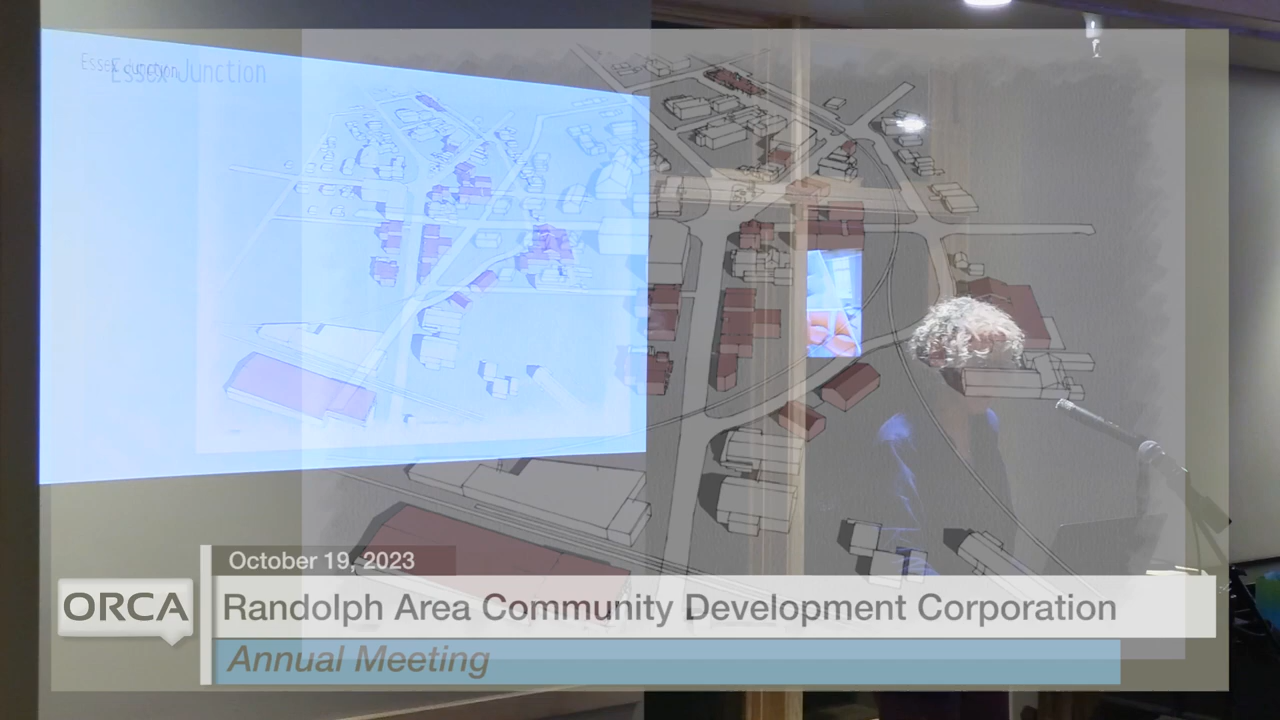 Essex Junction
Essex Junction
October 19, 2023
ORCA
Randolph Area Community Development Corporation
Annual Meeting